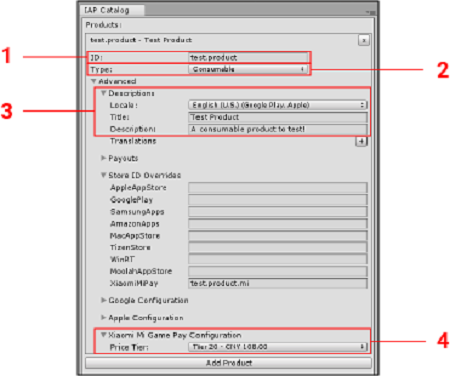 IAP Catalog
Products:
test.product - Test Product
x
1
ID:
test.product
Type:
Consumable
2
Advanced
3
Descriptions
Locale:
English (U.S.) (Google Play, Apple)
Title:
Test Product
Description:
A consumable product to test!
Translations
+
Payouts
Store ID Overrides
AppleAppStore
GooglePlay
SamsungApps
AmazonApps
MacAppStore
TizenStore
WinRT
MoolahAppStore
XiaomiMiPay
test.product.mi
Google Configuration
Apple Configuration
Xiaomi Mi Game Pay Configuration
4
Price Tier:
Tier 20 - CNY 168.00
Add Product